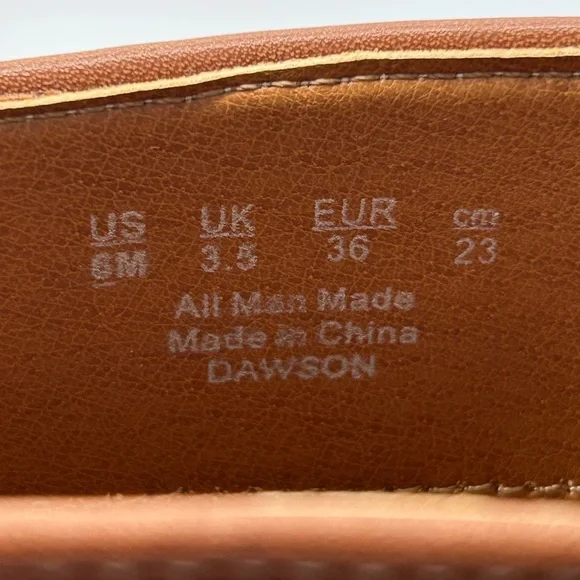 US UK EUR cm
6M 3.5 36 23
All Man Made
Made in China
DAWSON